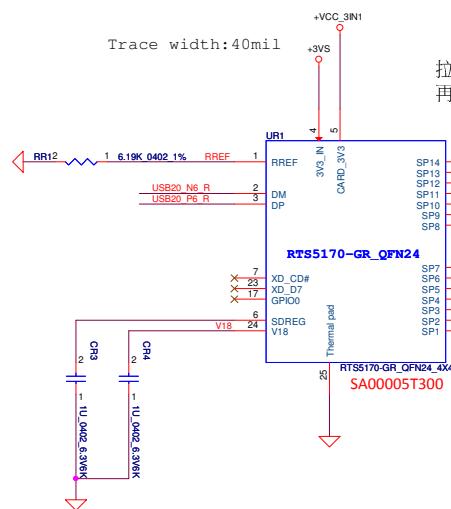 +VCC_3IN1
Trace width:40mil
+3VS
拉
再
UR1
4
5
3V3_IN
CARD_3V3
RR1 2
1
6.19K_0402_1%
RREF
1
RREF
USB20_N6_R
2
DM
USB20_P6_R
3
DP
SP14
SP13
SP12
SP11
SP10
SP9
SP8
RTS5170-GR_QFN24
7
XD_CD#
23
XD_D7
17
GPIO0
SP7
SP6
SP5
SP4
SP3
SP2
SP1
6
SDREG
V18
24
V18
Thermal pad
25
RTS5170-GR_QFN24_4X4
SA00005T300
CR3
2
1
1U_0402_6.3V6K
CR4
2
1
1U_0402_6.3V6K